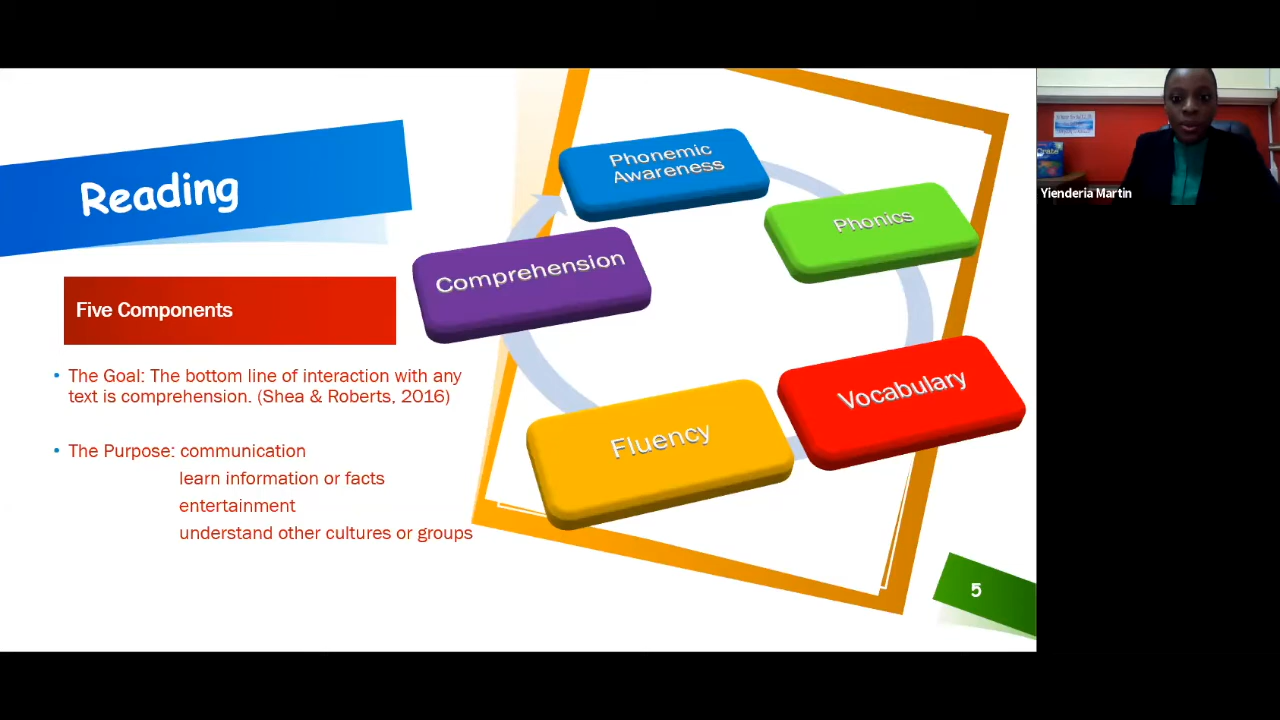 Reading
Five Components
• The Goal: The bottom line of interaction with any
text is comprehension. (Shea & Roberts, 2016)
• The Purpose: communication
learn information or facts
entertainment
understand other cultures or groups
Phonemic
Awareness
Phonics
Vocabulary
Fluency
Comprehension
5
Yienderia Martin